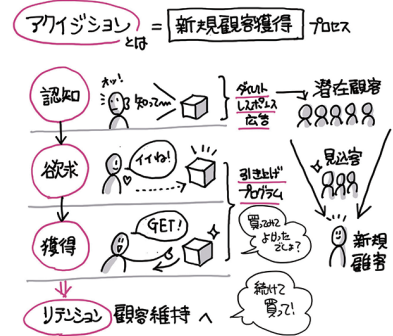 アクイジション とは = 新規顧客獲得 プロセス
認知
オッ!
知ってー
ダイレクト
レスポンス
広告
潜在顧客
欲求
イイね!
引き上げ
プログラム
見込客
獲得
GET!
買ってみて
よかった
でしょ?
新規
顧客
リテンション 顧客維持へ
続けて
買って!